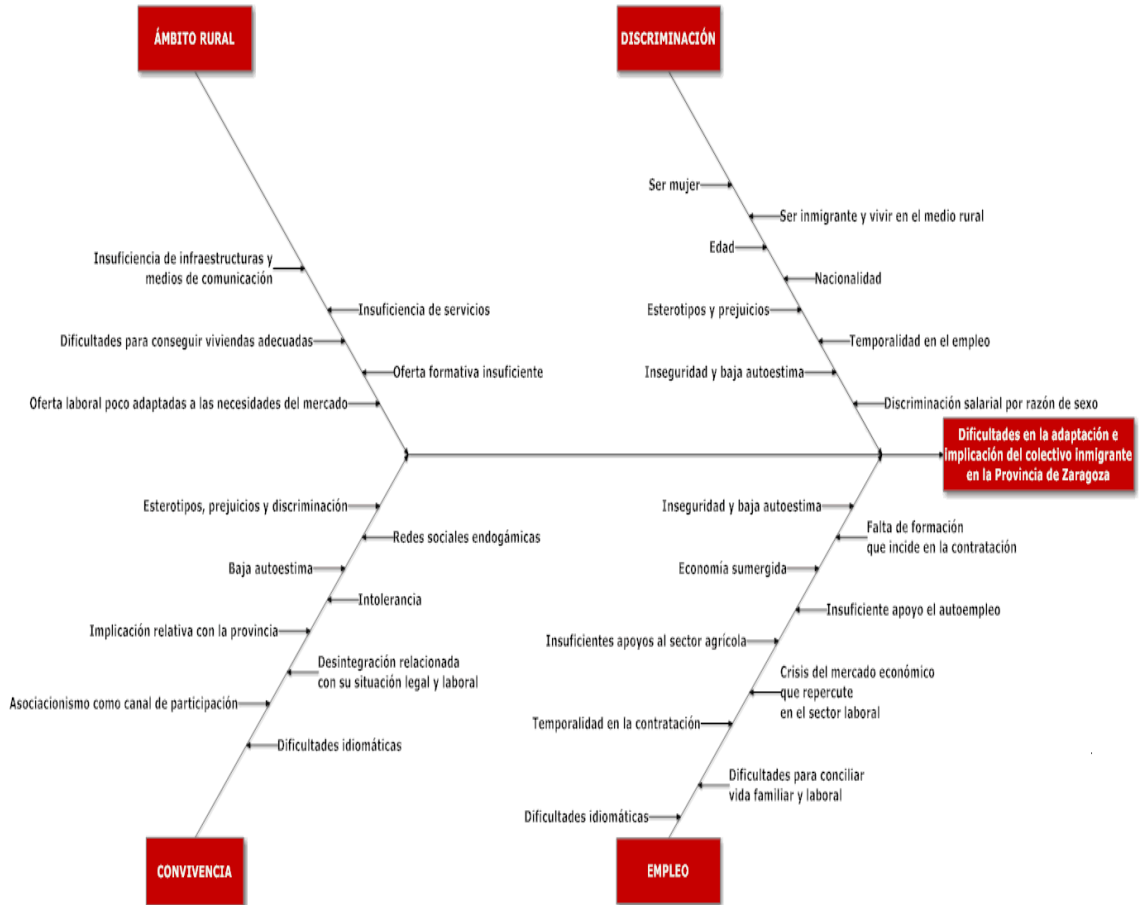 ÁMBITO RURAL
DISCRIMINACIÓN
Ser mujer
Ser inmigrante y vivir en el medio rural
Edad
Insuficiencia de infraestructuras y
medios de comunicación
Nacionalidad
Insuficiencia de servicios
Esterotipos y prejuicios
Dificultades para conseguir viviendas adecuadas
Temporalidad en el empleo
Oferta formativa insuficiente
Inseguridad y baja autoestima
Oferta laboral poco adaptadas a las necesidades del mercado
Discriminación salarial por razón de sexo
Dificultades en la adaptación e
implicación del colectivo inmigrante
en la Provincia de Zaragoza
Esterotipos, prejuicios y discriminación
Inseguridad y baja autoestima
Redes sociales endogámicas
Falta de formación
que incide en la contratación
Baja autoestima
Economía sumergida
Intolerancia
Insuficiente apoyo el autoempleo
Implicación relativa con la provincia
Insuficientes apoyos al sector agrícola
Desintegración relacionada
con su situación legal y laboral
Crisis del mercado económico
que repercute
en el sector laboral
Asociacionismo como canal de participación
Temporalidad en la contratación
Dificultades idiomáticas
Dificultades para conciliar
vida familiar y laboral
Dificultades idiomáticas
CONVIVENCIA
EMPLEO